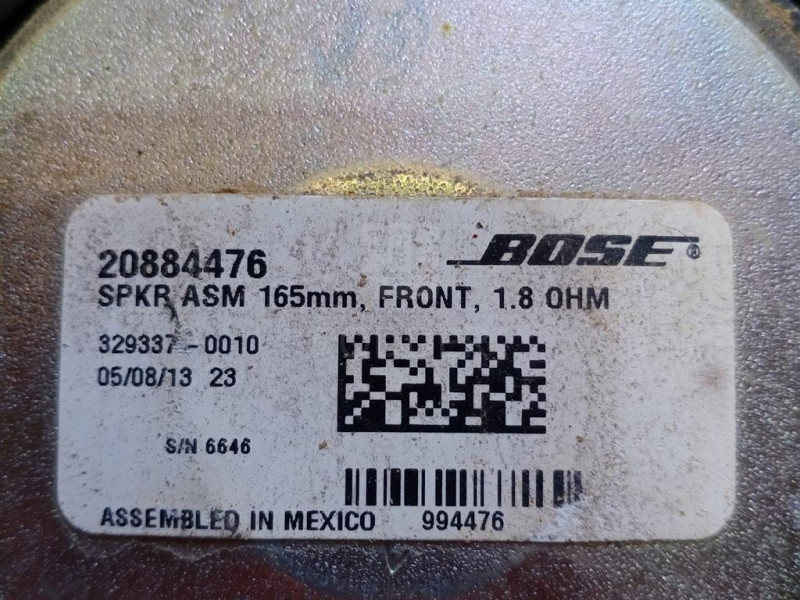 20884476
BOSE®
SPKR ASM 165mm, FRONT, 1.8 OHM
329337-0010
05/08/13 23
S/N 6646
ASSEMBLED IN MEXICO 994476